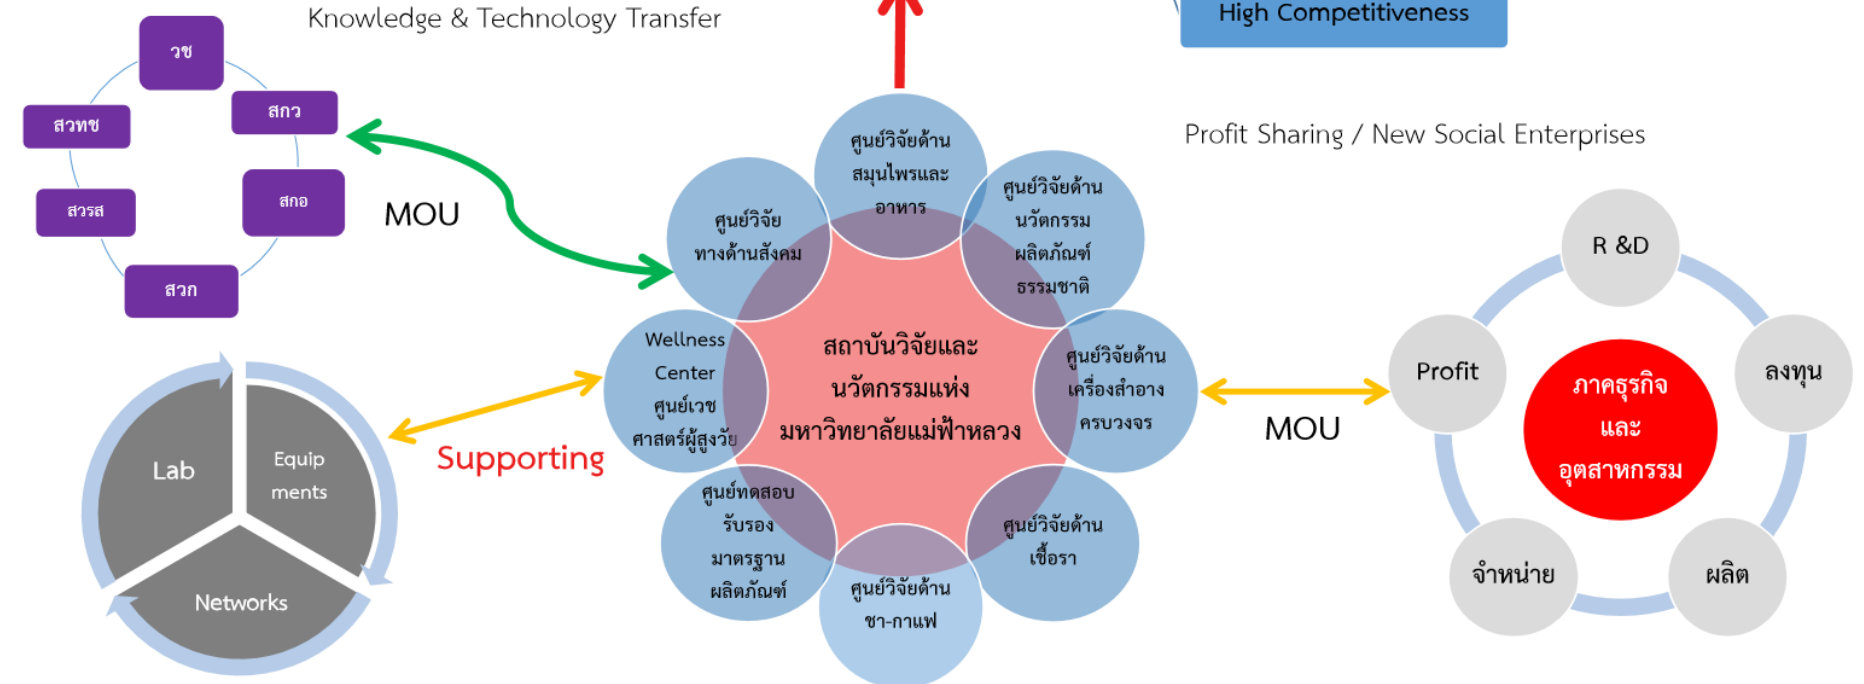 Knowledge & Technology Transfer
High Competitiveness
วช
สกว
สวทช
สวรส
สกอ
สวก
MOU
Profit Sharing / New Social Enterprises
ศูนย์วิจัยด้าน
สมุนไพรและ
อาหาร
ศูนย์วิจัยด้าน
นวัตกรรม
ผลิตภัณฑ์
ธรรมชาติ
ศูนย์วิจัย
ทางด้านสังคม
Wellness
Center
ศูนย์เวช
ศาสตร์ผู้สูงวัย
สถาบันวิจัยและ
นวัตกรรมแห่ง
มหาวิทยาลัยแม่ฟ้าหลวง
ศูนย์วิจัยด้าน
เครื่องสำอาง
ครบวงจร
ศูนย์ทดสอบ
รับรอง
มาตรฐาน
ผลิตภัณฑ์
ศูนย์วิจัยด้าน
ชา-กาแฟ
ศูนย์วิจัยด้าน
เชื้อรา
Supporting
Lab
Equip
ments
Networks
MOU
R &D
Profit
ลงทุน
ภาคธุรกิจ
และ
อุตสาหกรรม
จำหน่าย
ผลิต